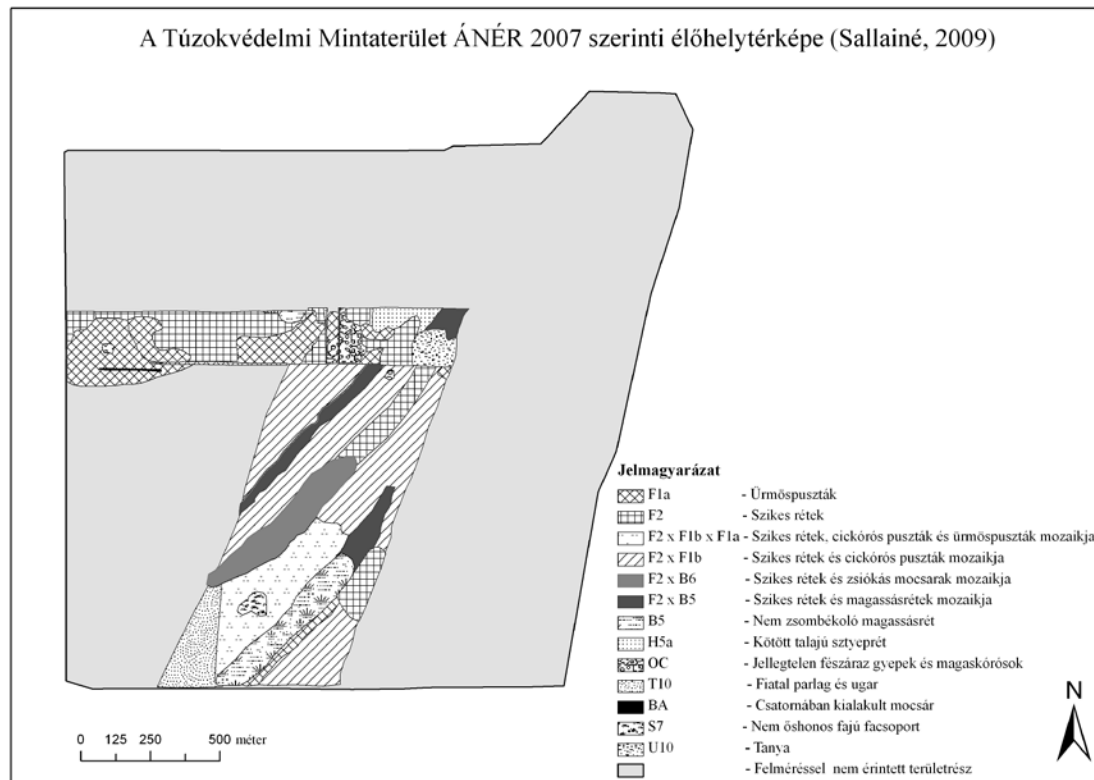 A Túzokvédelmi Mintaterület ÁNÉR 2007 szerinti élőhelytérképe (Sallainé, 2009)
Jelmagyarázat
F1a - Ürmöspuszták
F2 - Szikes rétek
F2 x F1b x F1a - Szikes rétek, cickórós puszták és ürmöspuszták mozaikja
F2 x F1b - Szikes rétek és cickórós puszták mozaikja
F2 x B6 - Szikes rétek és zsiókás mocsarak mozaikja
F2 x B5 - Szikes rétek és magassásrétek mozaikja
B5 - Nem zsombékoló magassásrét
H5a - Kötött talajú sztyeprét
OC - Jellegtelen fészáraz gyepek és magaskórósok
T10 - Fiatal parlag és ugar
BA - Csatornában kialakult mocsár
S7 - Nem őshonos fajú facsoport
U10 - Tanya
- Felméréssel nem érintett területrész
N
0 125 250 500 méter